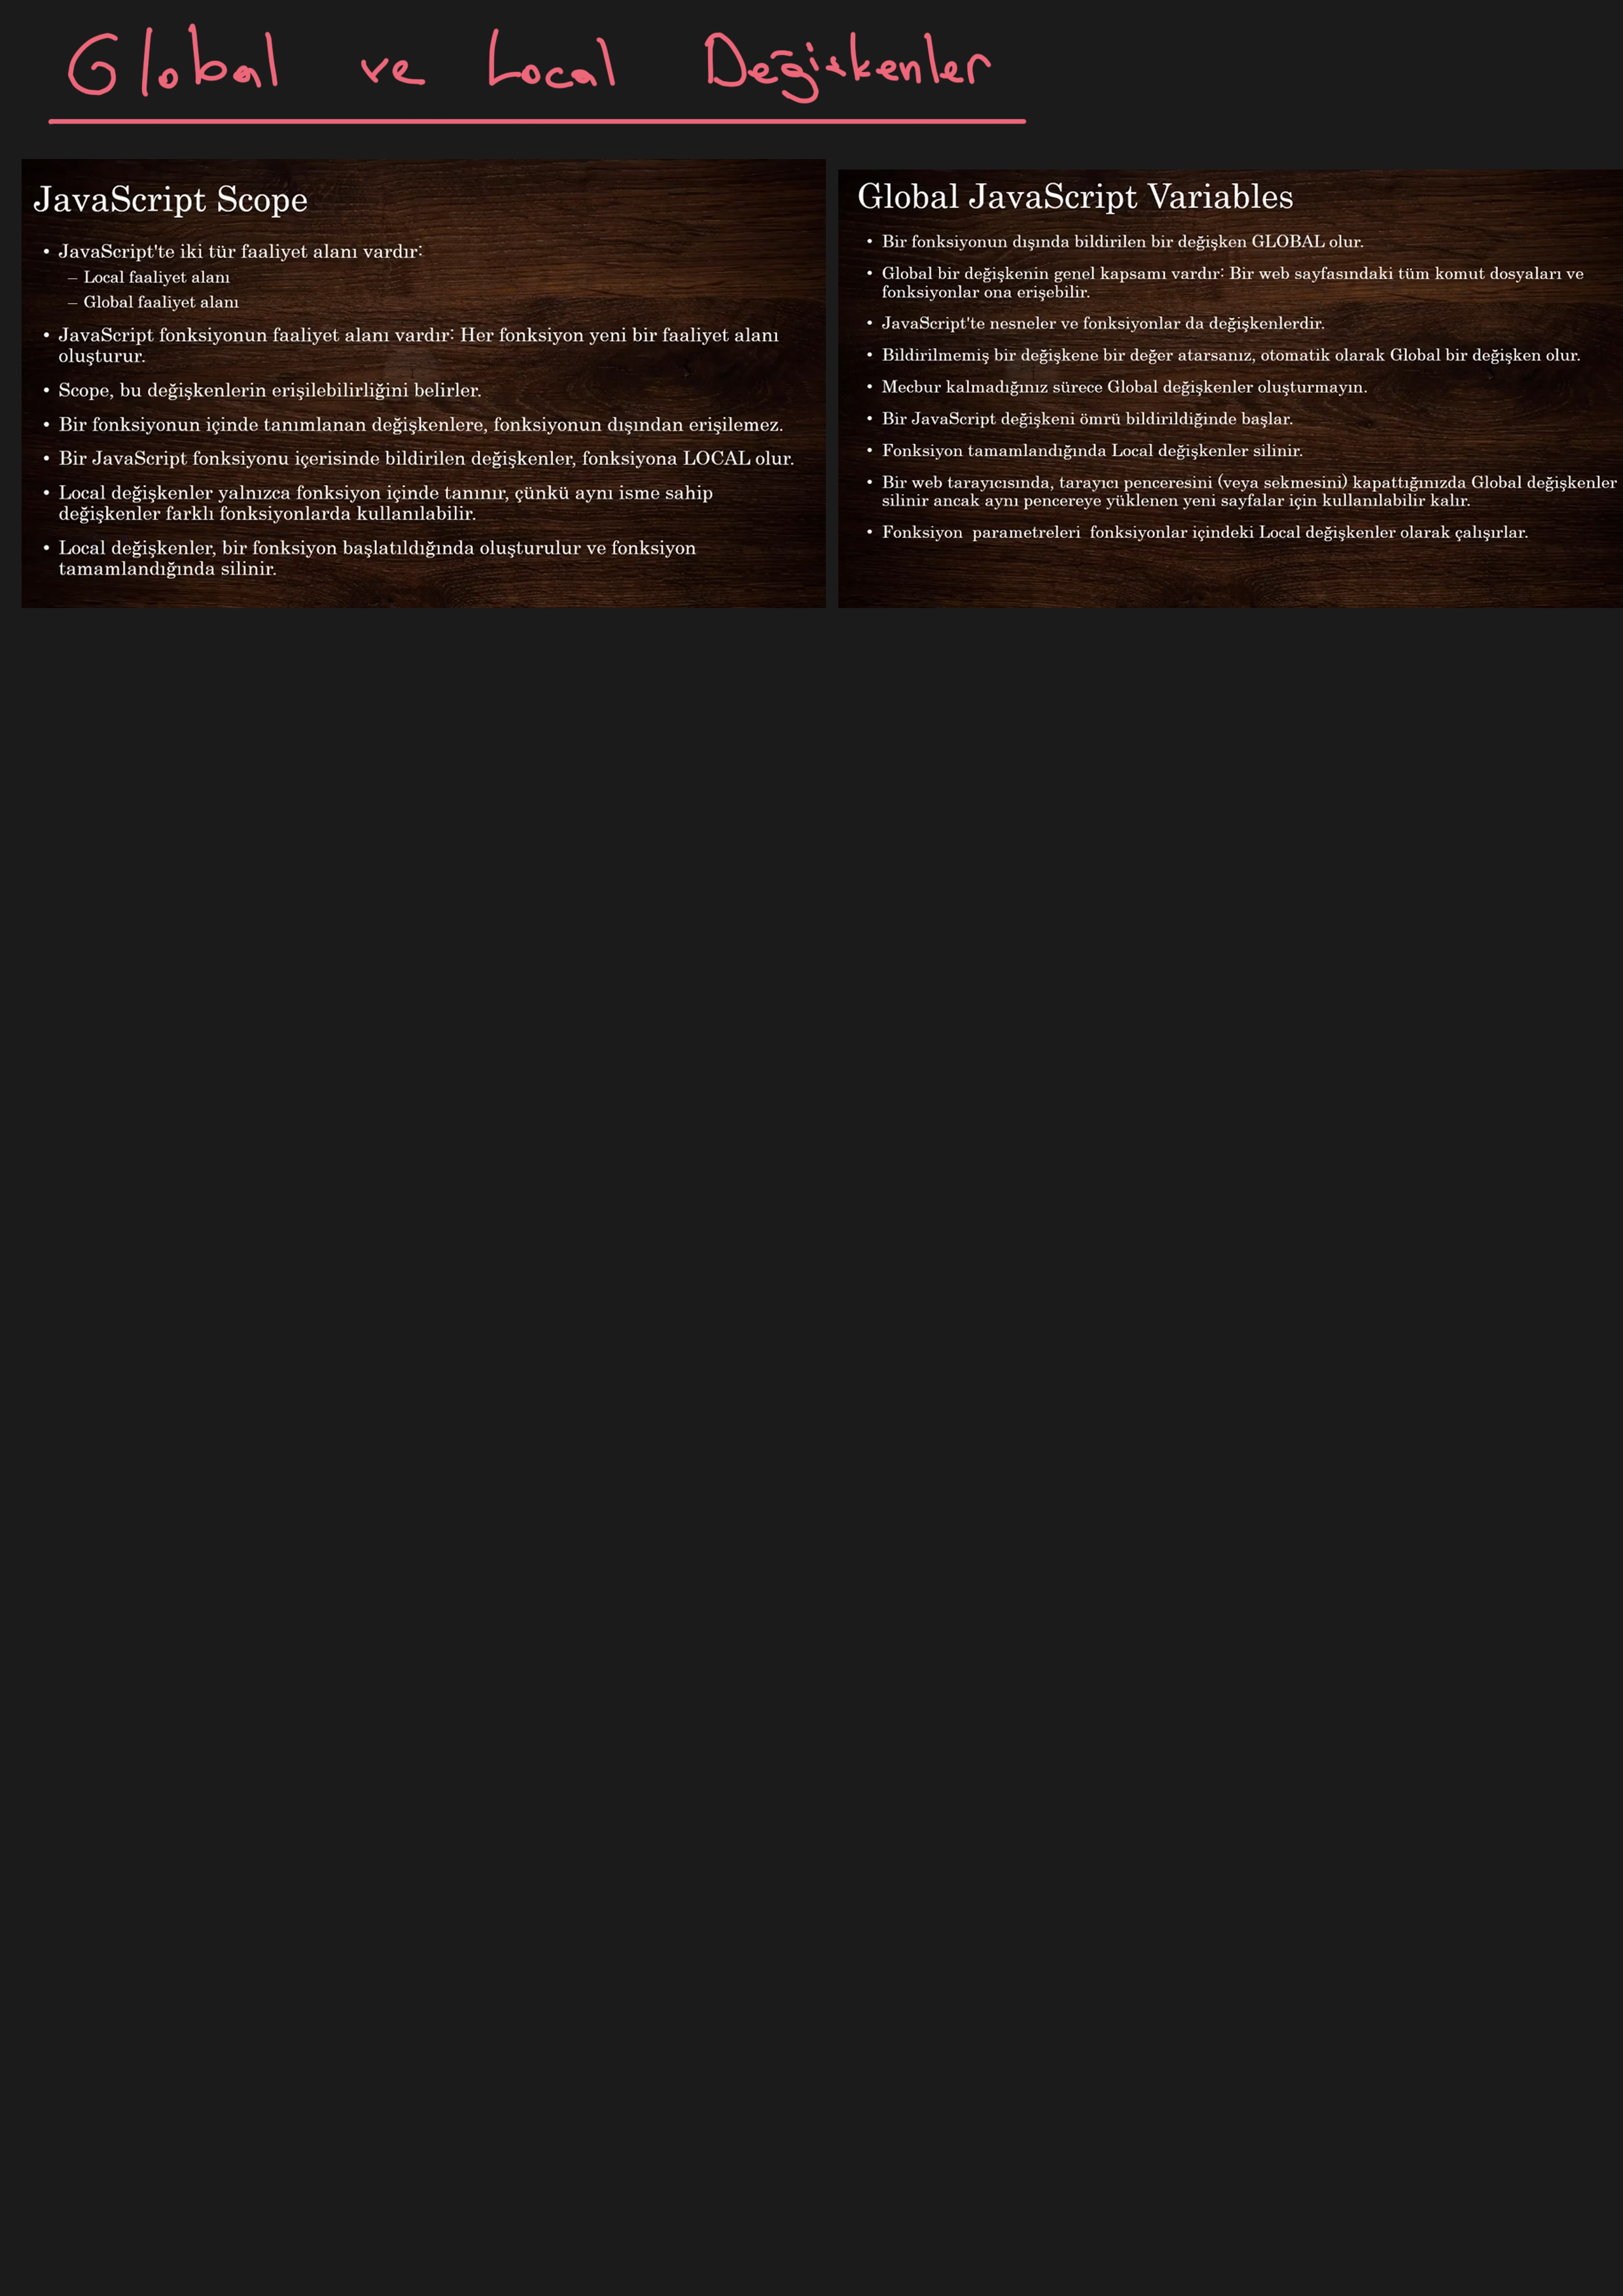 Global ve Local Değişkenler
JavaScript Scope
• JavaScript'te iki tür faaliyet alanı vardır:
– Local faaliyet alanı
– Global faaliyet alanı
• JavaScript fonksiyonun faaliyet alanı vardır: Her fonksiyon yeni bir faaliyet alanı
oluşturur.
• Scope, bu değişkenlerin erişilebilirliğini belirler.
• Bir fonksiyonun içinde tanımlanan değişkenlere, fonksiyonun dışından erişilemez.
• Bir JavaScript fonksiyonu içerisinde bildirilen değişkenler, fonksiyona LOCAL olur.
• Local değişkenler yalnızca fonksiyon içinde tanınır, çünkü aynı isme sahip
değişkenler farklı fonksiyonlarda kullanılabilir.
• Local değişkenler, bir fonksiyon başlatıldığında oluşturulur ve fonksiyon
tamamlandığında silinir.
Global JavaScript Variables
• Bir fonksiyonun dışında bildirilen bir değişken GLOBAL olur.
• Global bir değişkenin genel kapsamı vardır: Bir web sayfasındaki tüm komut dosyaları ve
fonksiyonlar ona erişebilir.
• JavaScript'te nesneler ve fonksiyonlar da değişkenlerdir.
• Bildirilmemiş bir değişkene bir değer atarsanız, otomatik olarak Global bir değişken olur.
• Mecbur kalmadığınız sürece Global değişkenler oluşturmayın.
• Bir JavaScript değişkeni ömrü bildirildiğinde başlar.
• Fonksiyon tamamlandığında Local değişkenler silinir.
• Bir web tarayıcısında, tarayıcı penceresini (veya sekmesini) kapattığınızda Global değişkenler
silinir ancak aynı pencereye yüklenen yeni sayfalar için kullanılabilir kalır.
• Fonksiyon parametreleri fonksiyonlar içindeki Local değişkenler olarak çalışırlar.